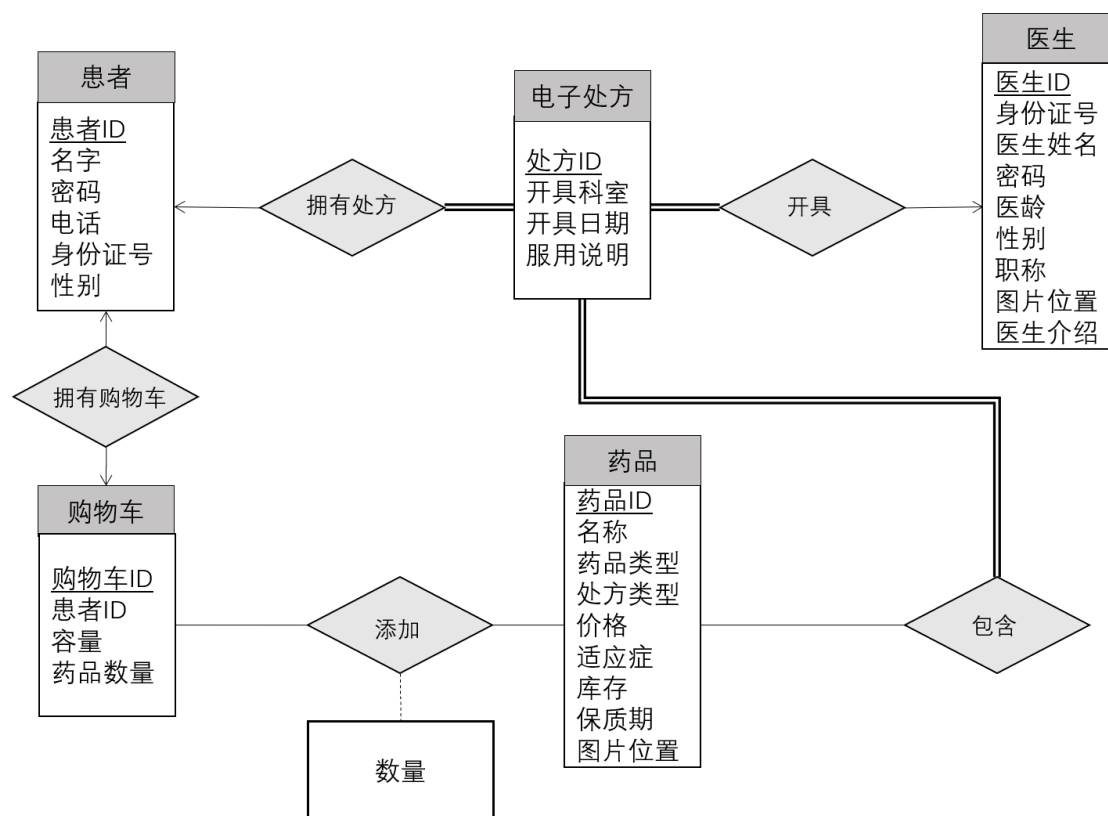 患者
患者ID
名字
密码
电话
身份证号
性别
拥有处方
电子处方
处方ID
开具科室
开具日期
服用说明
开具
医生
医生ID
身份证号
医生姓名
密码
医龄
性别
职称
图片位置
医生介绍
拥有购物车
购物车
购物车ID
患者ID
容量
药品数量
添加
数量
药品
药品ID
名称
药品类型
处方类型
价格
适应症
库存
保质期
图片位置
包含